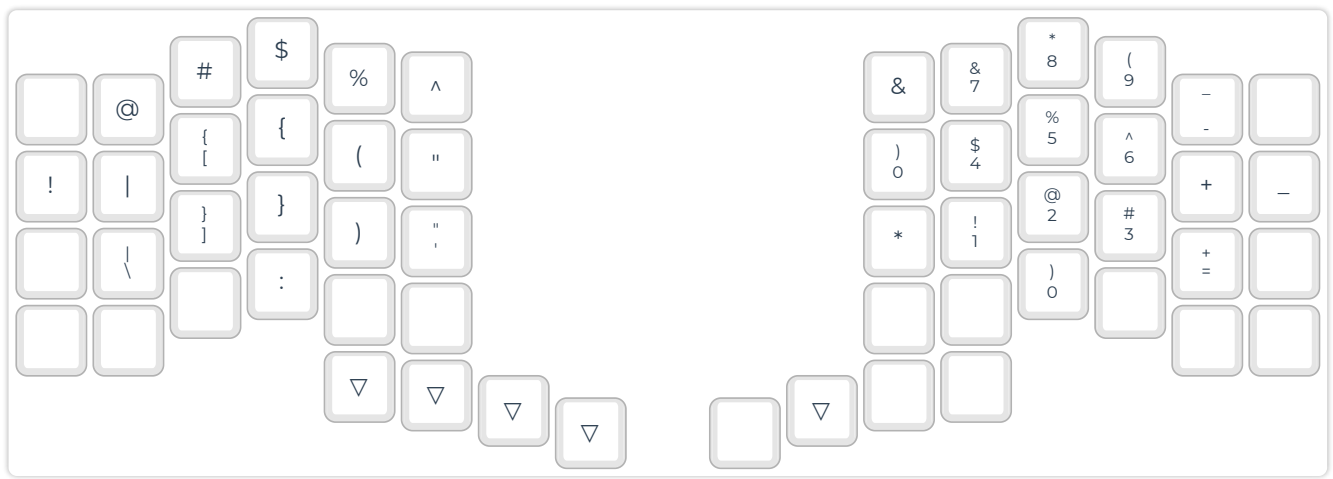 @ # $ % ^
! | { [ { ( "
| \ } ] } ) " '
:
▽ ▽ ▽ ▽
& & 7 * 8 ( 9 _ -
) 0 $ 4 % 5 ^ 6 + _
* ! 1 @ 2 # 3 + =
) 0
▽